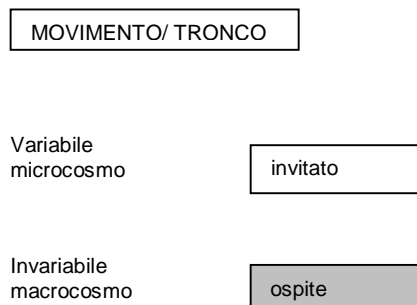 MOVIMENTO/ TRONCO
Variabile
microcosmo
invitato
Invariabile
macrocosmo
ospite